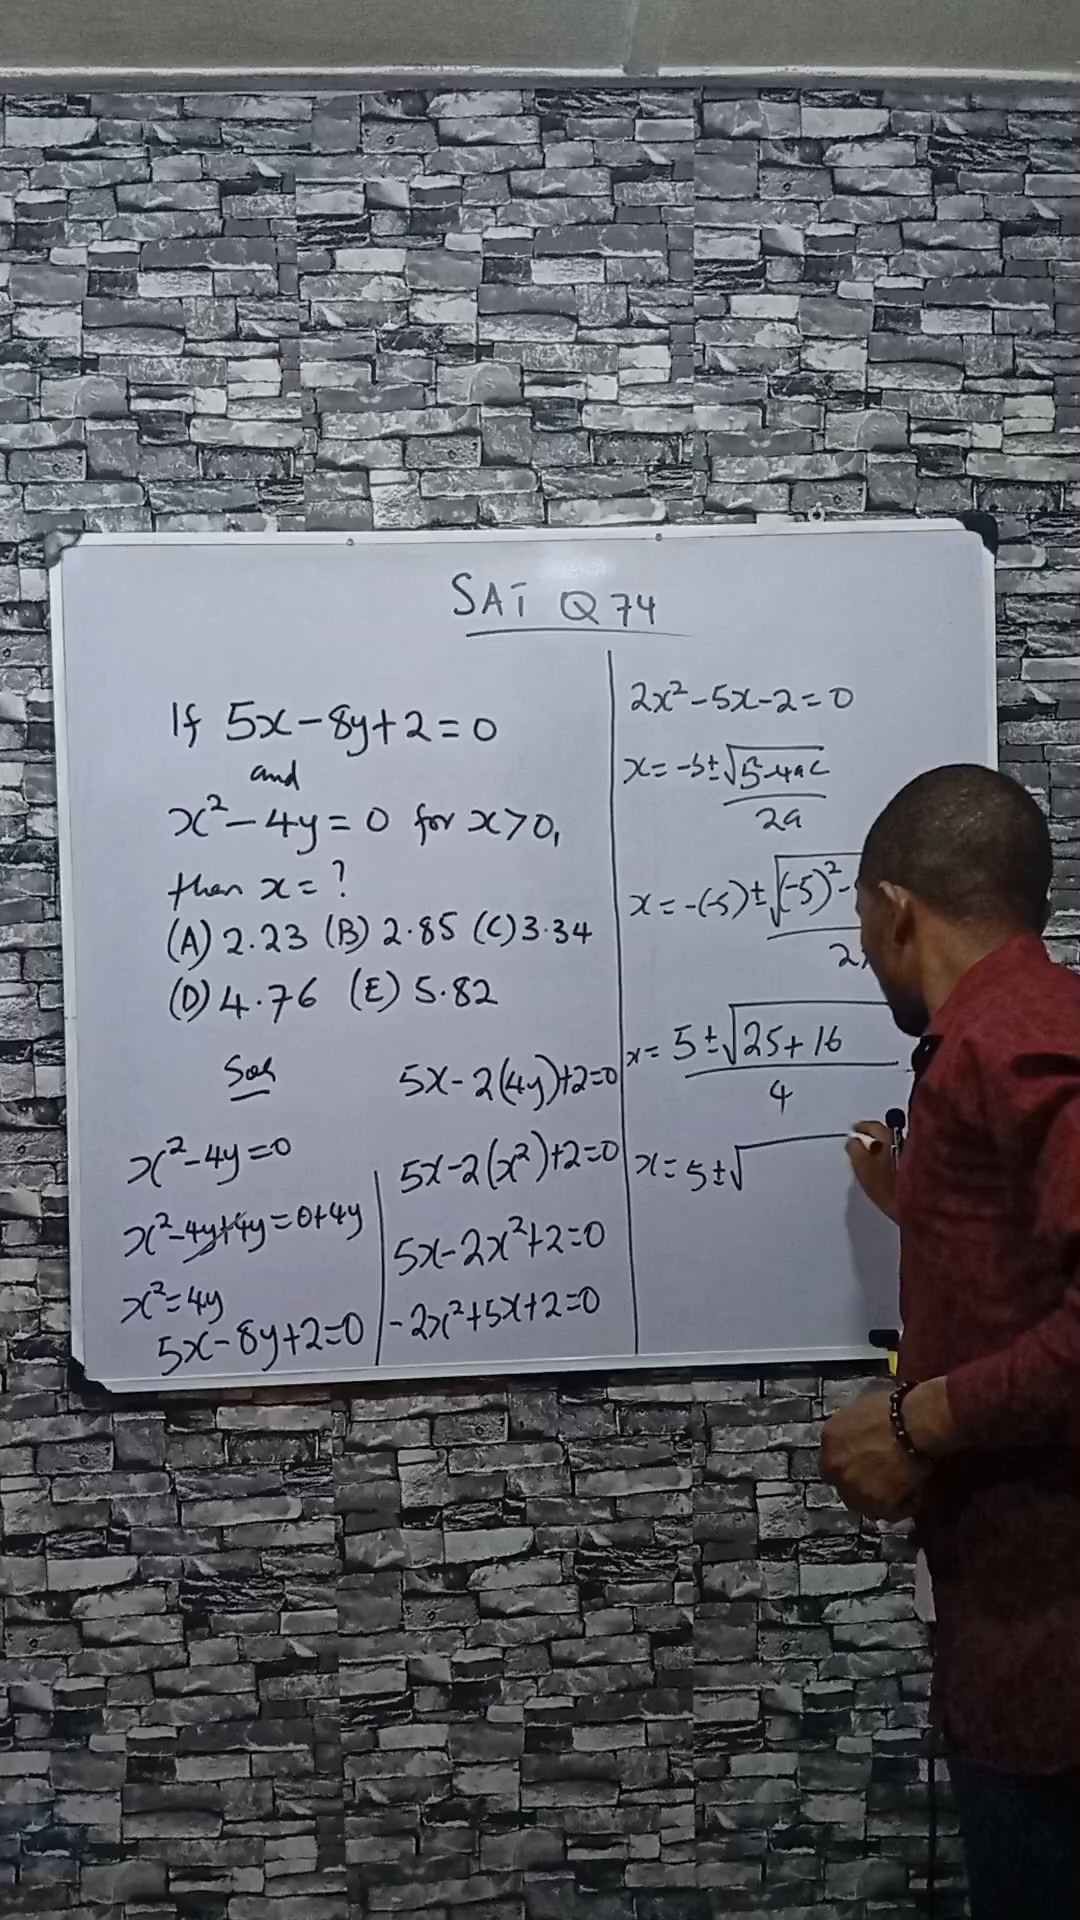 SAT Q74
If 5x-8y+2=0
and
x²-4y=0 for x>0,
then x=?
(A) 2.23 (B) 2.85 (C) 3.34
(D) 4.76 (E) 5.82
Sol
x²-4y=0
x²-4y+4y=0+4y
x²=4y
5x-8y+2=0
5x-2(4y)+2=0
5x-2(x²)+2=0
5x-2x²+2=0
-2x²+5x+2=0
2x²-5x-2=0
x=-b±√5²-4ac
2a
x=-(-5)±√(-5)²-
2x
x=5±√25+16
4
x=5±√